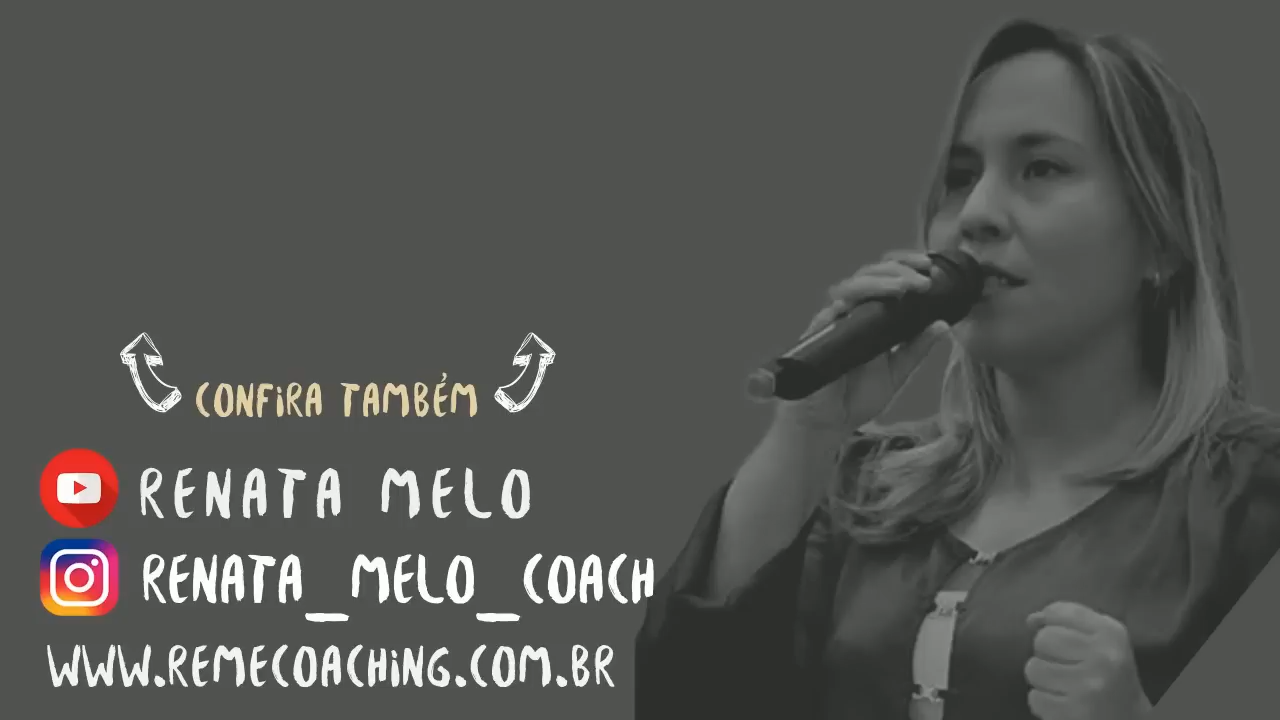 CONFIRA TAMBÉM
RENATA MELO
RENATA_MELO_COACH
WWW.REMECOACHING.COM.BR